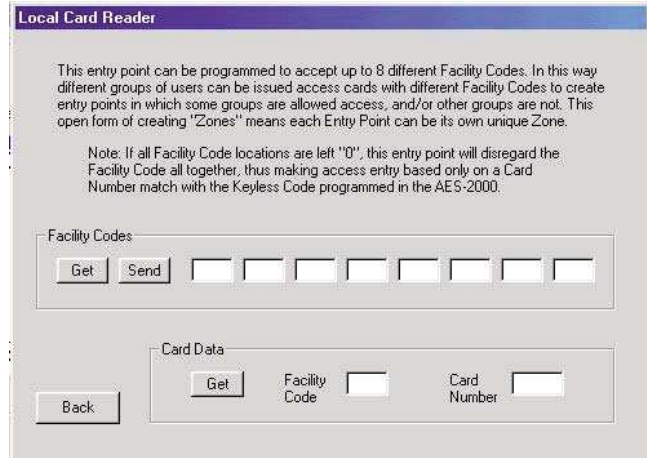 Local Card Reader
This entry point can be programmed to accept up to 8 different Facility Codes. In this way
different groups of users can be issued access cards with different Facility Codes to create
entry points in which some groups are allowed access, and/or other groups are not. This
open form of creating "Zones" means each Entry Point can be its own unique Zone.
Note: If all Facility Code locations are left "0", this entry point will disregard the
Facility Code all together, thus making access entry based only on a Card
Number match with the Keyless Code programmed in the AES-2000.
Facility Codes
Get Send
Card Data
Get Facility Code Card Number
Back